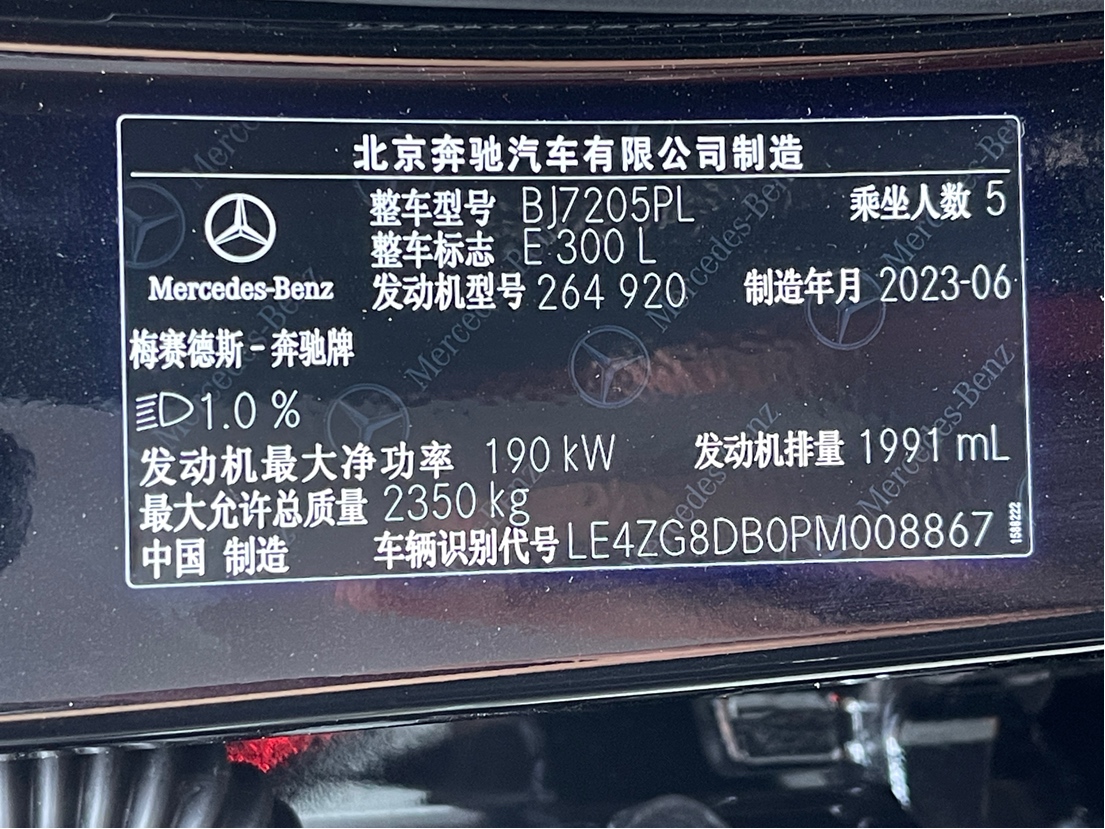 北京奔驰汽车有限公司制造
整车型号 BJ7205PL 乘坐人数 5
整车标志 E 300 L
Mercedes-Benz
发动机型号 264 920 制造年月 2023-06
梅赛德斯-奔驰牌
1.0 %
发动机最大净功率 190 kW 发动机排量 1991 mL
最大允许总质量 2350 kg
中国 制造 车辆识别代号 LE4ZG8DB0PM008867